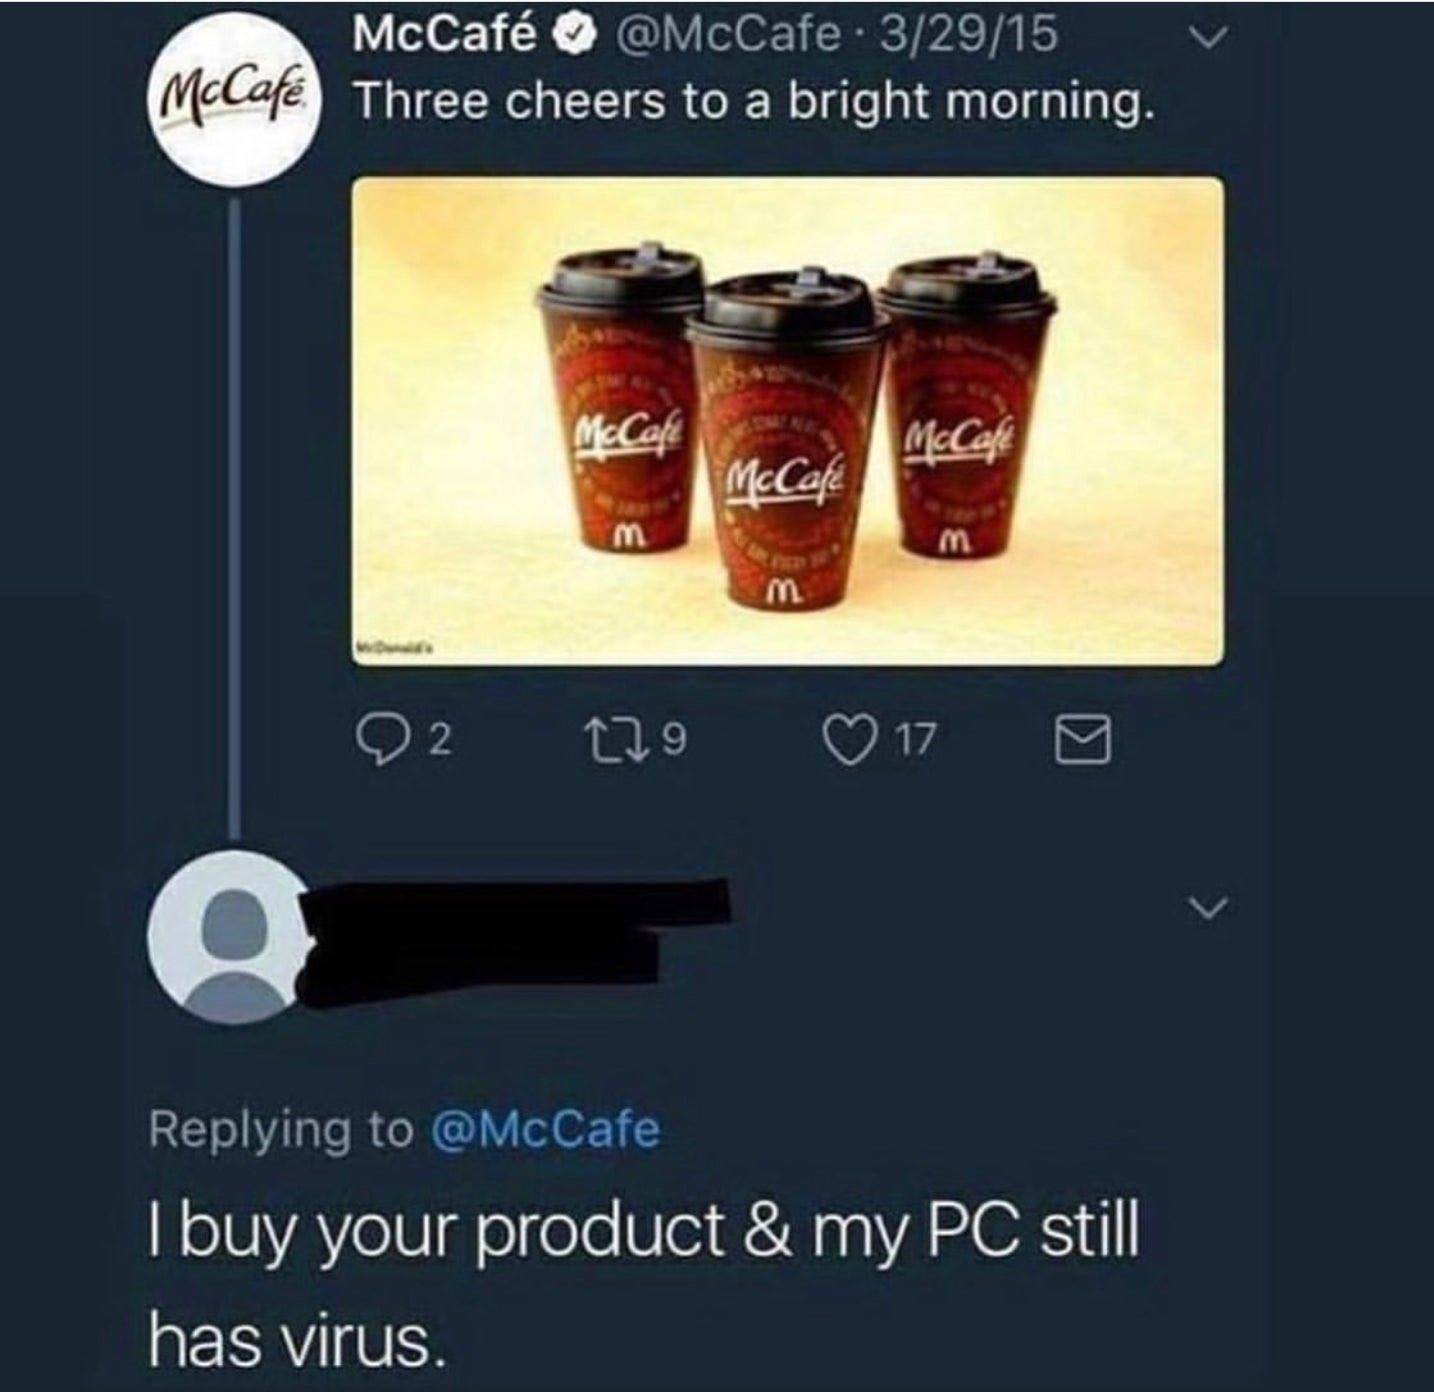 McCafé @McCafe · 3/29/15
McCafé
Three cheers to a bright morning.
McCafé
McCafé
McCafé
m
m
m
McDonald's
2 9 17
Replying to @McCafe
I buy your product & my PC still
has virus.